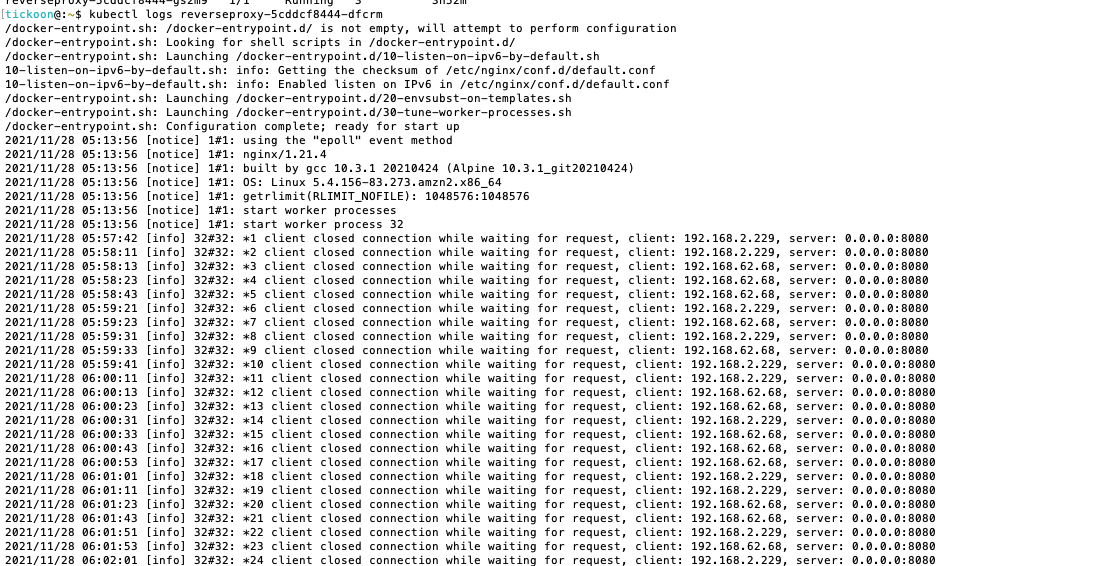 reverseproxy-5cddcf8444-gs2m9   1/1     Running   3          3h52m
[tickoon@:~$ kubectl logs reverseproxy-5cddcf8444-dfcrm
/docker-entrypoint.sh: /docker-entrypoint.d/ is not empty, will attempt to perform configuration
/docker-entrypoint.sh: Looking for shell scripts in /docker-entrypoint.d/
/docker-entrypoint.sh: Launching /docker-entrypoint.d/10-listen-on-ipv6-by-default.sh
10-listen-on-ipv6-by-default.sh: info: Getting the checksum of /etc/nginx/conf.d/default.conf
10-listen-on-ipv6-by-default.sh: info: Enabled listen on IPv6 in /etc/nginx/conf.d/default.conf
/docker-entrypoint.sh: Launching /docker-entrypoint.d/20-envsubst-on-templates.sh
/docker-entrypoint.sh: Launching /docker-entrypoint.d/30-tune-worker-processes.sh
/docker-entrypoint.sh: Configuration complete; ready for start up
2021/11/28 05:13:56 [notice] 1#1: using the "epoll" event method
2021/11/28 05:13:56 [notice] 1#1: nginx/1.21.4
2021/11/28 05:13:56 [notice] 1#1: built by gcc 10.3.1 20210424 (Alpine 10.3.1_git20210424)
2021/11/28 05:13:56 [notice] 1#1: OS: Linux 5.4.156-83.273.amzn2.x86_64
2021/11/28 05:13:56 [notice] 1#1: getrlimit(RLIMIT_NOFILE): 1048576:1048576
2021/11/28 05:13:56 [notice] 1#1: start worker processes
2021/11/28 05:13:56 [notice] 1#1: start worker process 32
2021/11/28 05:57:42 [info] 32#32: *1 client closed connection while waiting for request, client: 192.168.2.229, server: 0.0.0.0:8080
2021/11/28 05:58:11 [info] 32#32: *2 client closed connection while waiting for request, client: 192.168.2.229, server: 0.0.0.0:8080
2021/11/28 05:58:13 [info] 32#32: *3 client closed connection while waiting for request, client: 192.168.62.68, server: 0.0.0.0:8080
2021/11/28 05:58:23 [info] 32#32: *4 client closed connection while waiting for request, client: 192.168.62.68, server: 0.0.0.0:8080
2021/11/28 05:58:43 [info] 32#32: *5 client closed connection while waiting for request, client: 192.168.62.68, server: 0.0.0.0:8080
2021/11/28 05:59:21 [info] 32#32: *6 client closed connection while waiting for request, client: 192.168.2.229, server: 0.0.0.0:8080
2021/11/28 05:59:23 [info] 32#32: *7 client closed connection while waiting for request, client: 192.168.62.68, server: 0.0.0.0:8080
2021/11/28 05:59:31 [info] 32#32: *8 client closed connection while waiting for request, client: 192.168.2.229, server: 0.0.0.0:8080
2021/11/28 05:59:33 [info] 32#32: *9 client closed connection while waiting for request, client: 192.168.62.68, server: 0.0.0.0:8080
2021/11/28 05:59:41 [info] 32#32: *10 client closed connection while waiting for request, client: 192.168.2.229, server: 0.0.0.0:8080
2021/11/28 06:00:11 [info] 32#32: *11 client closed connection while waiting for request, client: 192.168.2.229, server: 0.0.0.0:8080
2021/11/28 06:00:13 [info] 32#32: *12 client closed connection while waiting for request, client: 192.168.62.68, server: 0.0.0.0:8080
2021/11/28 06:00:23 [info] 32#32: *13 client closed connection while waiting for request, client: 192.168.62.68, server: 0.0.0.0:8080
2021/11/28 06:00:31 [info] 32#32: *14 client closed connection while waiting for request, client: 192.168.2.229, server: 0.0.0.0:8080
2021/11/28 06:00:33 [info] 32#32: *15 client closed connection while waiting for request, client: 192.168.62.68, server: 0.0.0.0:8080
2021/11/28 06:00:43 [info] 32#32: *16 client closed connection while waiting for request, client: 192.168.62.68, server: 0.0.0.0:8080
2021/11/28 06:00:53 [info] 32#32: *17 client closed connection while waiting for request, client: 192.168.62.68, server: 0.0.0.0:8080
2021/11/28 06:01:01 [info] 32#32: *18 client closed connection while waiting for request, client: 192.168.2.229, server: 0.0.0.0:8080
2021/11/28 06:01:11 [info] 32#32: *19 client closed connection while waiting for request, client: 192.168.2.229, server: 0.0.0.0:8080
2021/11/28 06:01:23 [info] 32#32: *20 client closed connection while waiting for request, client: 192.168.62.68, server: 0.0.0.0:8080
2021/11/28 06:01:43 [info] 32#32: *21 client closed connection while waiting for request, client: 192.168.62.68, server: 0.0.0.0:8080
2021/11/28 06:01:51 [info] 32#32: *22 client closed connection while waiting for request, client: 192.168.2.229, server: 0.0.0.0:8080
2021/11/28 06:01:53 [info] 32#32: *23 client closed connection while waiting for request, client: 192.168.62.68, server: 0.0.0.0:8080
2021/11/28 06:02:01 [info] 32#32: *24 client closed connection while waiting for request, client: 192.168.2.229, server: 0.0.0.0:8080